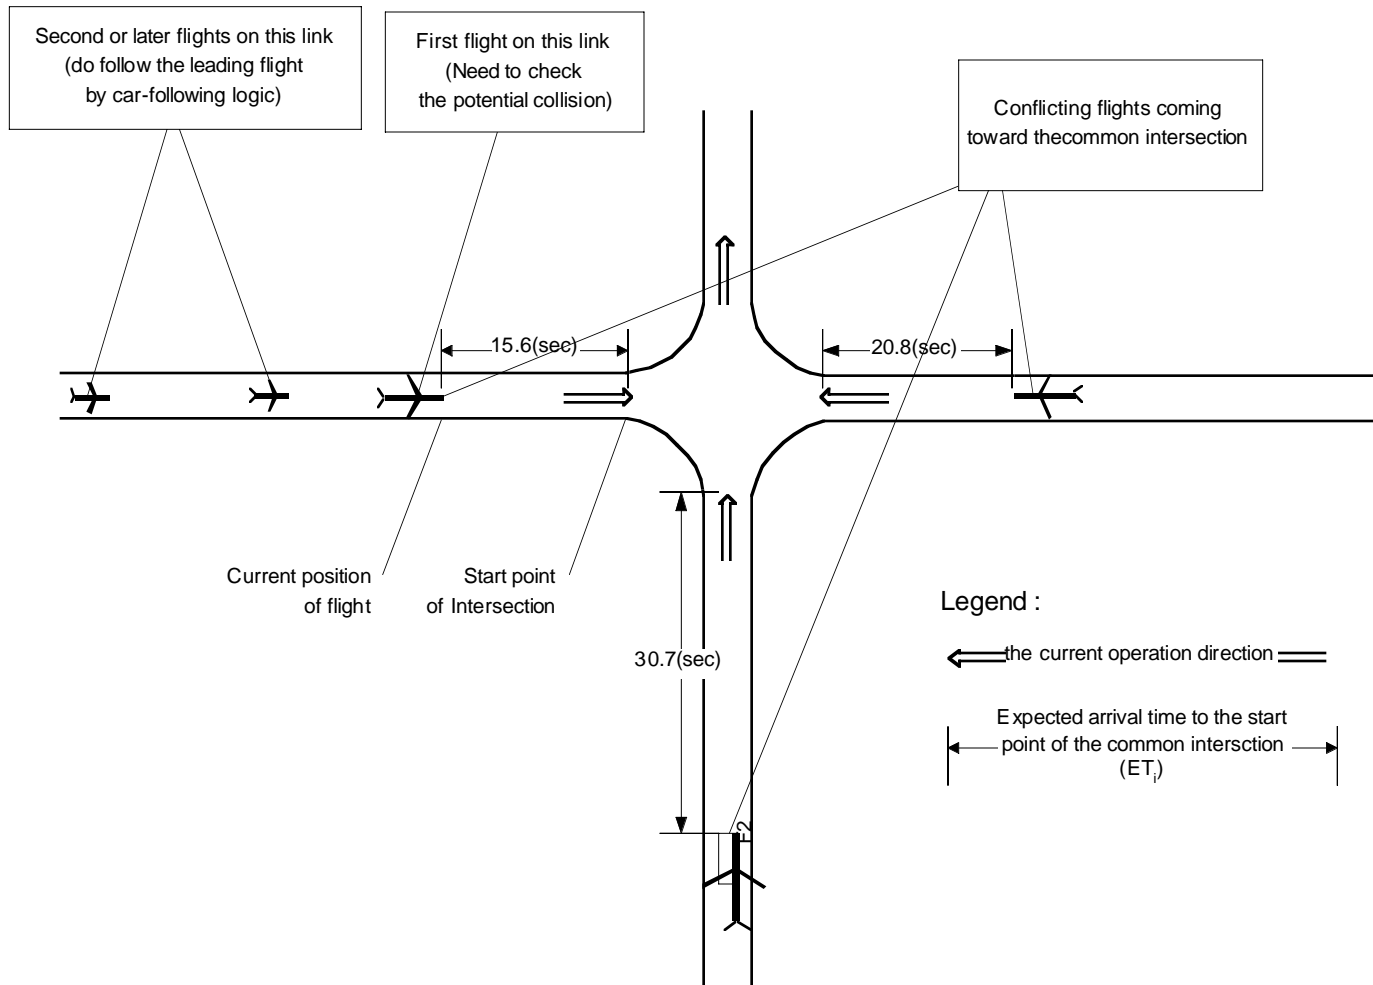 Second or later flights on this link
(do follow the leading flight
by car-following logic)
First flight on this link
(Need to check
the potential collision)
Conflicting flights coming
toward thecommon intersection
15.6(sec)
20.8(sec)
Current position
of flight
Start point
of Intersection
30.7(sec)
F2
Legend :
the current operation direction
Expected arrival time to the start
point of the common intersction
(ETi)